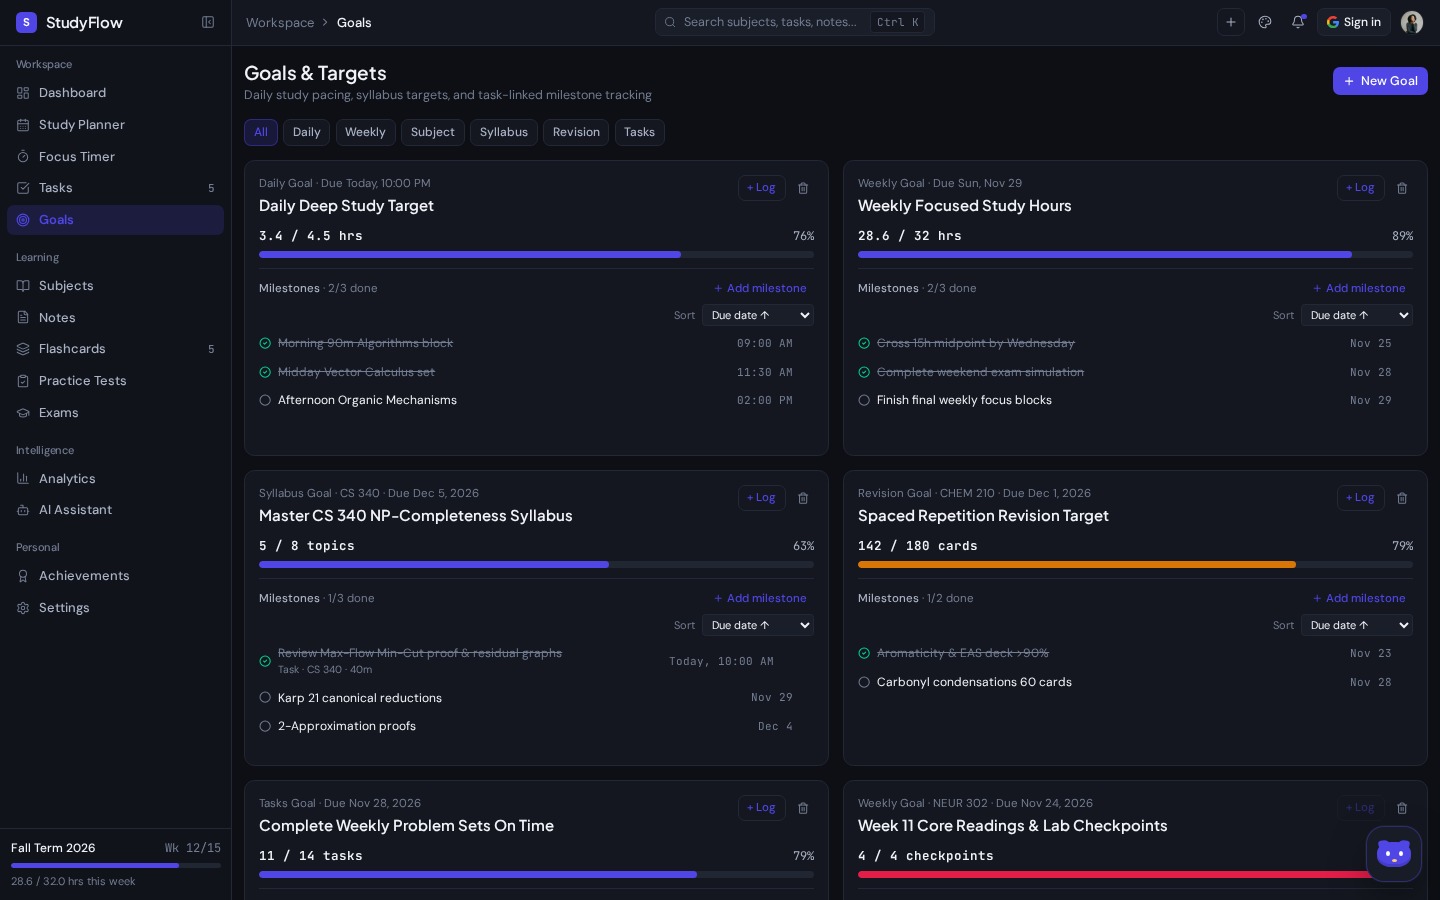 S StudyFlow
Workspace
Dashboard
Study Planner
Focus Timer
Tasks 5
Goals
Learning
Subjects
Notes
Flashcards 5
Practice Tests
Exams
Intelligence
Analytics
AI Assistant
Personal
Achievements
Settings
Fall Term 2026 Wk 12/15
28.6 / 32.0 hrs this week
Workspace > Goals
Search subjects, tasks, notes... Ctrl K
Sign in
Goals & Targets
Daily study pacing, syllabus targets, and task-linked milestone tracking
+ New Goal
All Daily Weekly Subject Syllabus Revision Tasks
Daily Goal · Due Today, 10:00 PM
+ Log
Daily Deep Study Target
3.4 / 4.5 hrs 76%
Milestones · 2/3 done + Add milestone
Sort Due date ↑
Morning 90m Algorithms block 09:00 AM
Midday Vector Calculus set 11:30 AM
Afternoon Organic Mechanisms 02:00 PM
Weekly Goal · Due Sun, Nov 29
+ Log
Weekly Focused Study Hours
28.6 / 32 hrs 89%
Milestones · 2/3 done + Add milestone
Sort Due date ↑
Cross 15h midpoint by Wednesday Nov 25
Complete weekend exam simulation Nov 28
Finish final weekly focus blocks Nov 29
Syllabus Goal · CS 340 · Due Dec 5, 2026
+ Log
Master CS 340 NP-Completeness Syllabus
5 / 8 topics 63%
Milestones · 1/3 done + Add milestone
Sort Due date ↑
Review Max-Flow Min-Cut proof & residual graphs Today, 10:00 AM
Task · CS 340 · 40m
Karp 21 canonical reductions Nov 29
2-Approximation proofs Dec 4
Revision Goal · CHEM 210 · Due Dec 1, 2026
+ Log
Spaced Repetition Revision Target
142 / 180 cards 79%
Milestones · 1/2 done + Add milestone
Sort Due date ↑
Aromaticity & EAS deck >90% Nov 23
Carbonyl condensations 60 cards Nov 28
Tasks Goal · Due Nov 28, 2026
+ Log
Complete Weekly Problem Sets On Time
11 / 14 tasks 79%
Weekly Goal · NEUR 302 · Due Nov 24, 2026
+ Log
Week 11 Core Readings & Lab Checkpoints
4 / 4 checkpoints